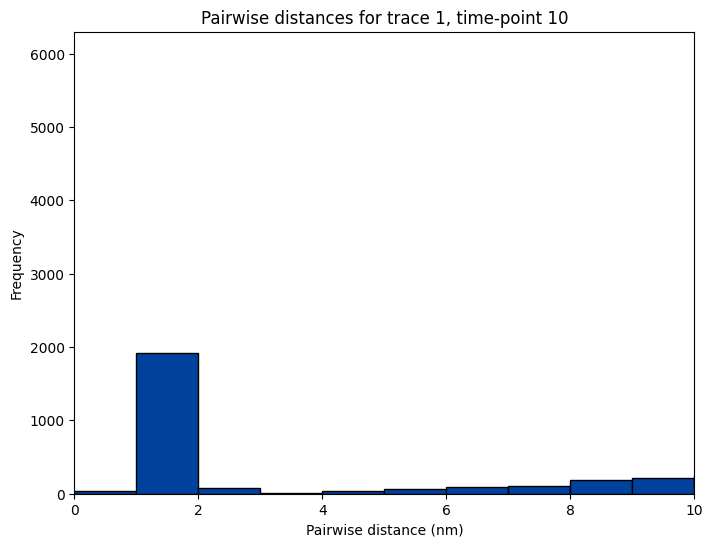 Pairwise distances for trace 1, time-point 10
6000
5000
4000
3000
2000
1000
0
Frequency
0 2 4 6 8 10
Pairwise distance (nm)